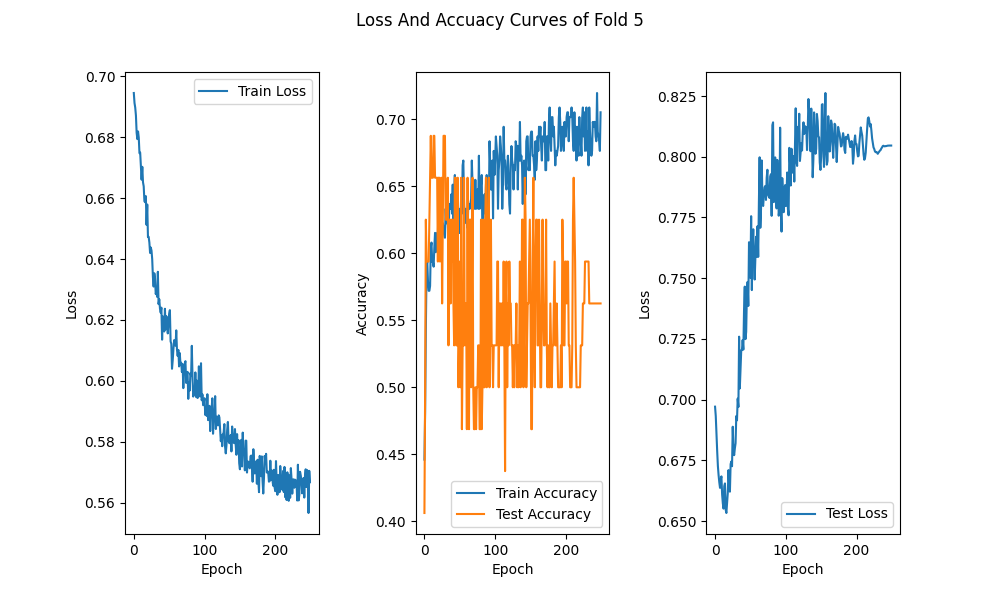 Loss And Accuacy Curves of Fold 5
0.70
0.68
0.66
0.64
0.62
0.60
0.58
0.56
Loss
0
100
200
Epoch
Train Loss
0.70
0.65
0.60
0.55
0.50
0.45
0.40
Accuracy
0
100
200
Epoch
Train Accuracy
Test Accuracy
0.825
0.800
0.775
0.750
0.725
0.700
0.675
0.650
Loss
0
100
200
Epoch
Test Loss